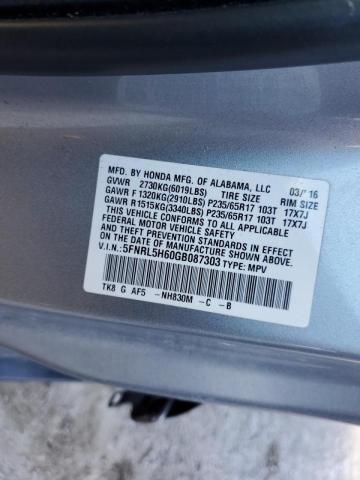 MFD. BY HONDA MFG. OF ALABAMA, LLC 03/'16
GVWR 2730KG(6019LBS) TIRE SIZE RIM SIZE
GAWR F 1320KG(2910LBS) P235/65R17 103T 17X7J
GAWR R1515KG(3340LBS) P235/65R17 103T 17X7J
THIS VEHICLE CONFORMS TO ALL APPLICABLE
FEDERAL MOTOR VEHICLE SAFETY AND THEFT
PREVENTION STANDARDS IN EFFECT ON THE DATE
OF MANUFACTURE SHOWN ABOVE.
V.I.N.: 5FNRL5H60GB087303 TYPE: MPV
TK8 G AF5 -NH830M -C -B